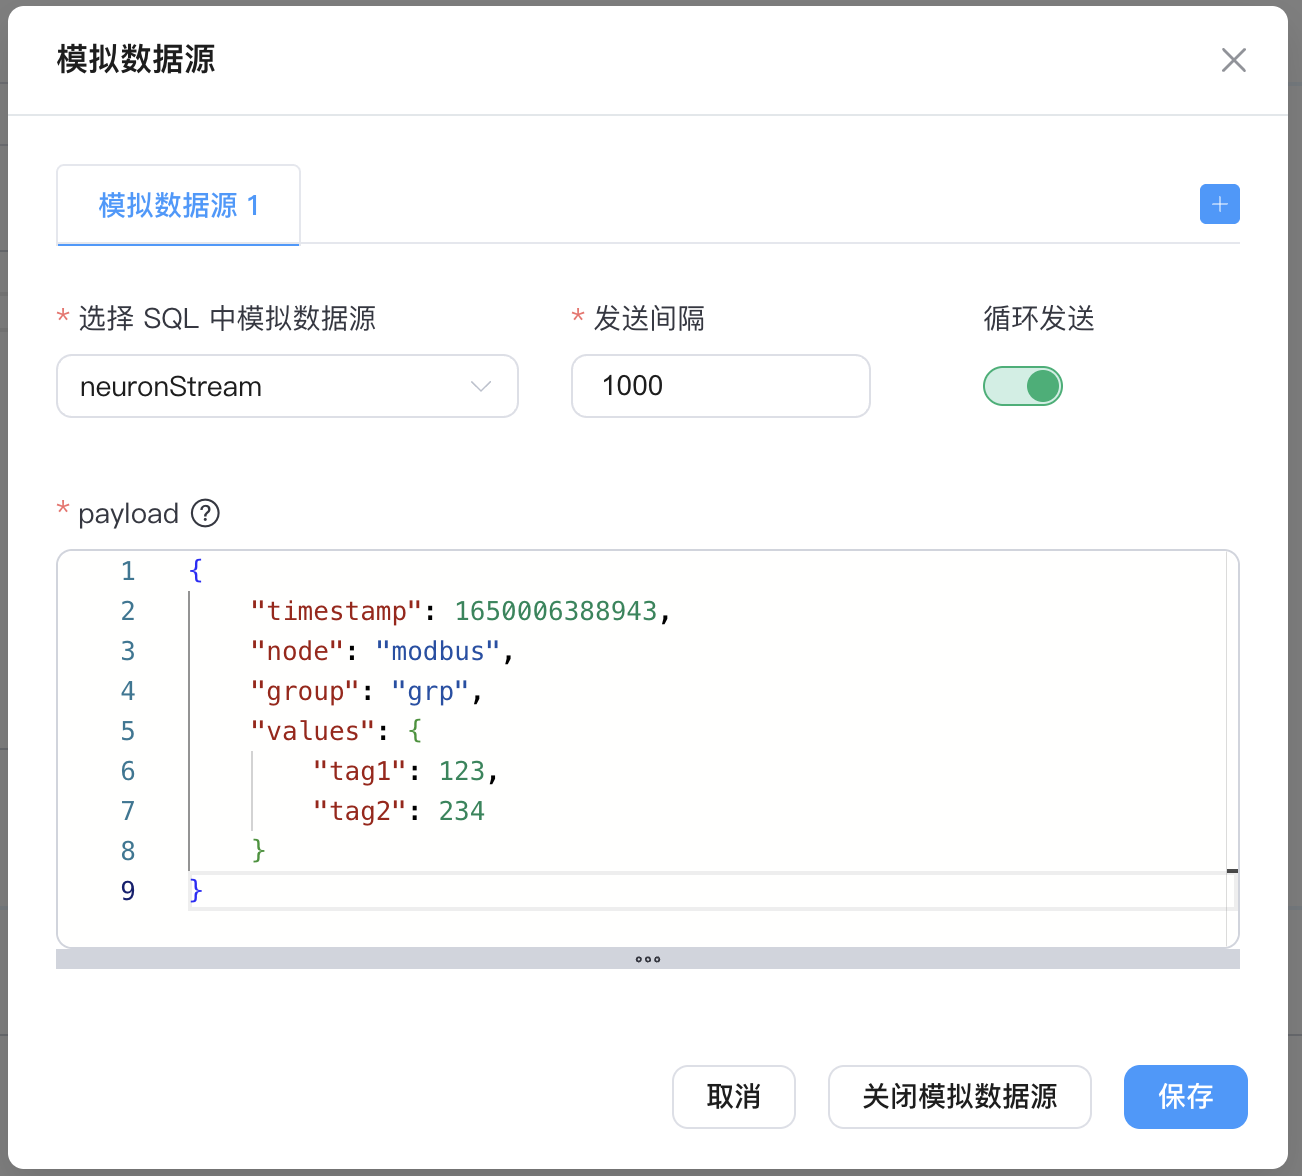 模拟数据源
模拟数据源 1
* 选择 SQL 中模拟数据源
* 发送间隔
循环发送
neuronStream
1000
* payload ?
1 {
2 "timestamp": 1650006388943,
3 "node": "modbus",
4 "group": "grp",
5 "values": {
6 "tag1": 123,
7 "tag2": 234
8 }
9 }
取消
关闭模拟数据源
保存